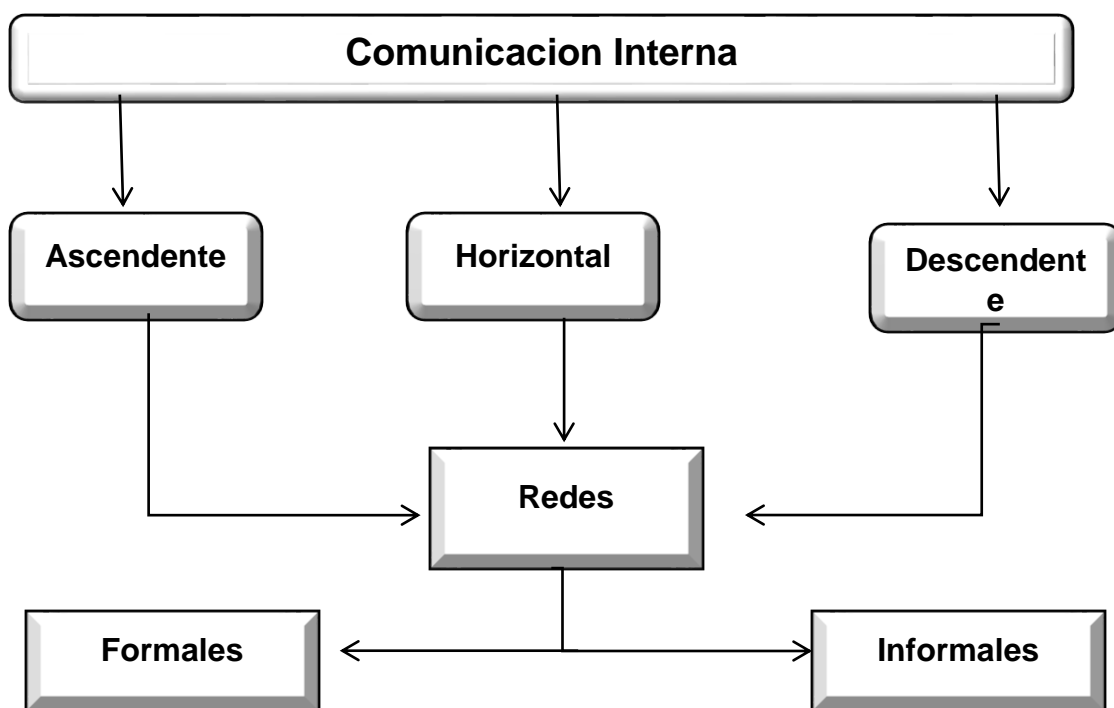 Comunicacion Interna
Ascendente
Horizontal
Descendent
e
Redes
Formales
Informales